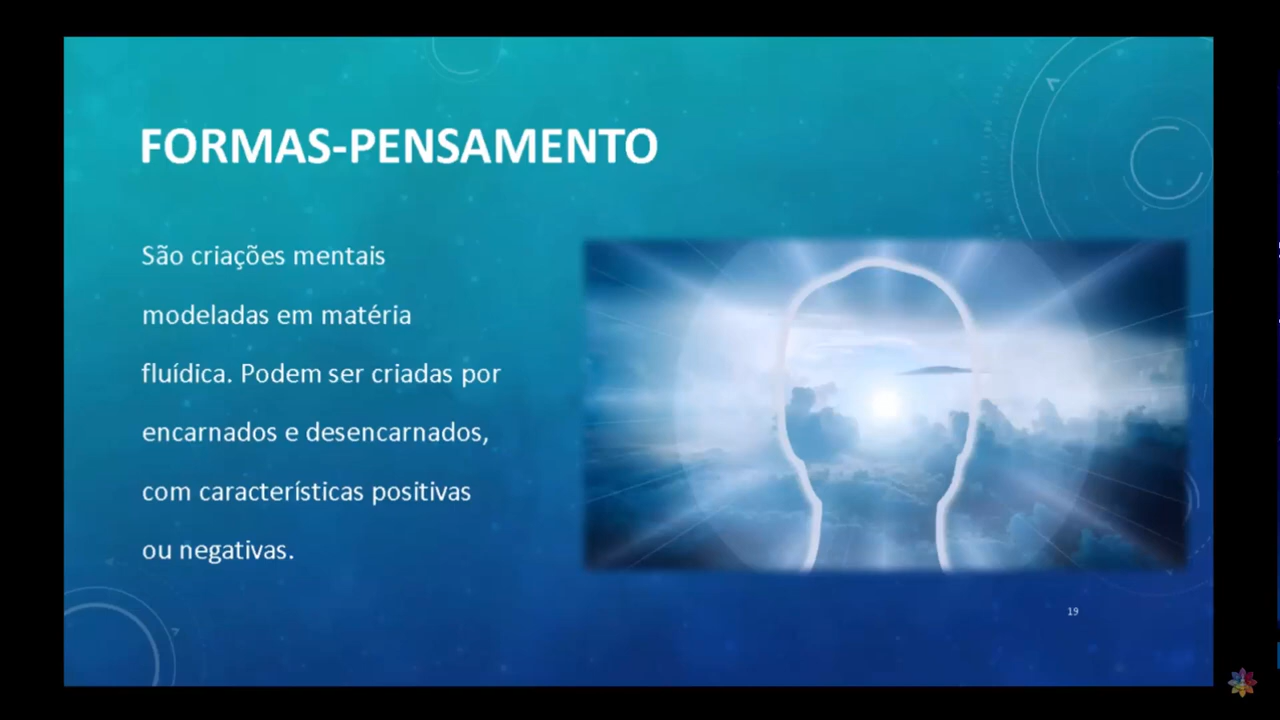 FORMAS-PENSAMENTO
São criações mentais
modeladas em matéria
fluídica. Podem ser criadas por
encarnados e desencarnados,
com características positivas
ou negativas.
19